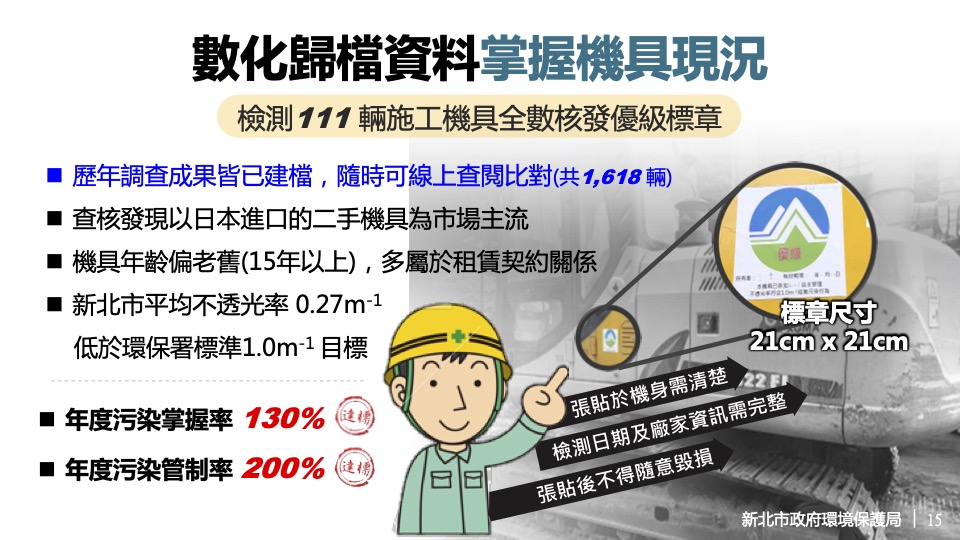 數化歸檔資料掌握機具現況
檢測111 輛施工機具全數核發優級標章
■ 歷年調查成果皆已建檔，隨時可線上查閱比對(共1,618 輛)
■ 查核發現以日本進口的二手機具為市場主流
■ 機具年齡偏老舊(15年以上)，多屬於租賃契約關係
■ 新北市平均不透光率 0.27m-1
低於環保署標準1.0m-1 目標
■ 年度污染掌握率 130% 達標
■ 年度污染管制率 200% 達標
優級
標章尺寸
21cm x 21cm
張貼於機身需清楚
檢測日期及廠家資訊需完整
張貼後不得隨意毀損
新北市政府環境保護局 | 15